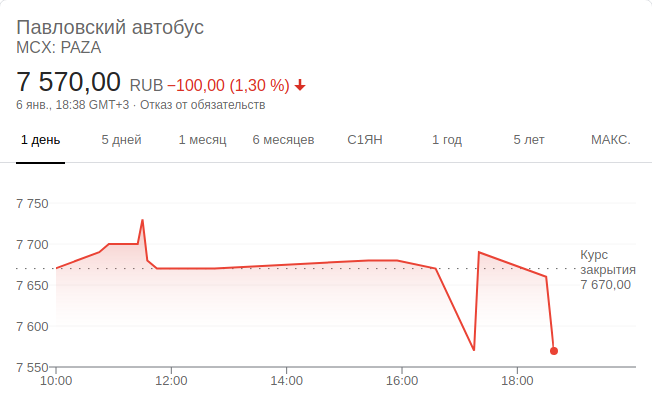 Павловский автобус
MCX: PAZA
7 570,00 RUB −100,00 (1,30 %)
6 янв., 18:38 GMT+3 · Отказ от обязательств
1 день 5 дней 1 месяц 6 месяцев С1ЯН 1 год 5 лет МАКС.
7 750
7 700
7 650
7 600
7 550
Курс
закрытия
7 670,00
10:00 12:00 14:00 16:00 18:00